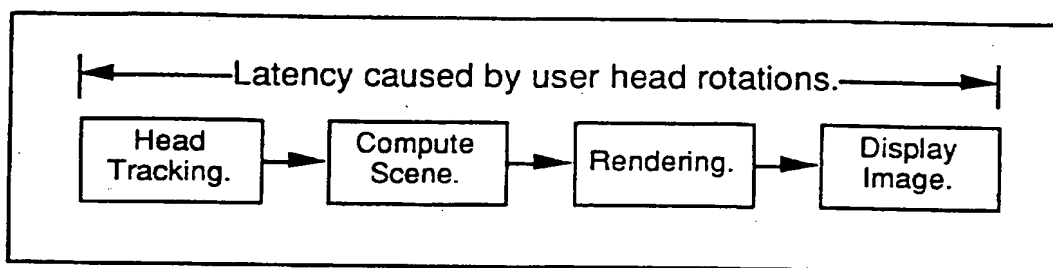 Latency caused by user head rotations.
Head
Tracking.
Compute
Scene.
Rendering.
Display
Image.